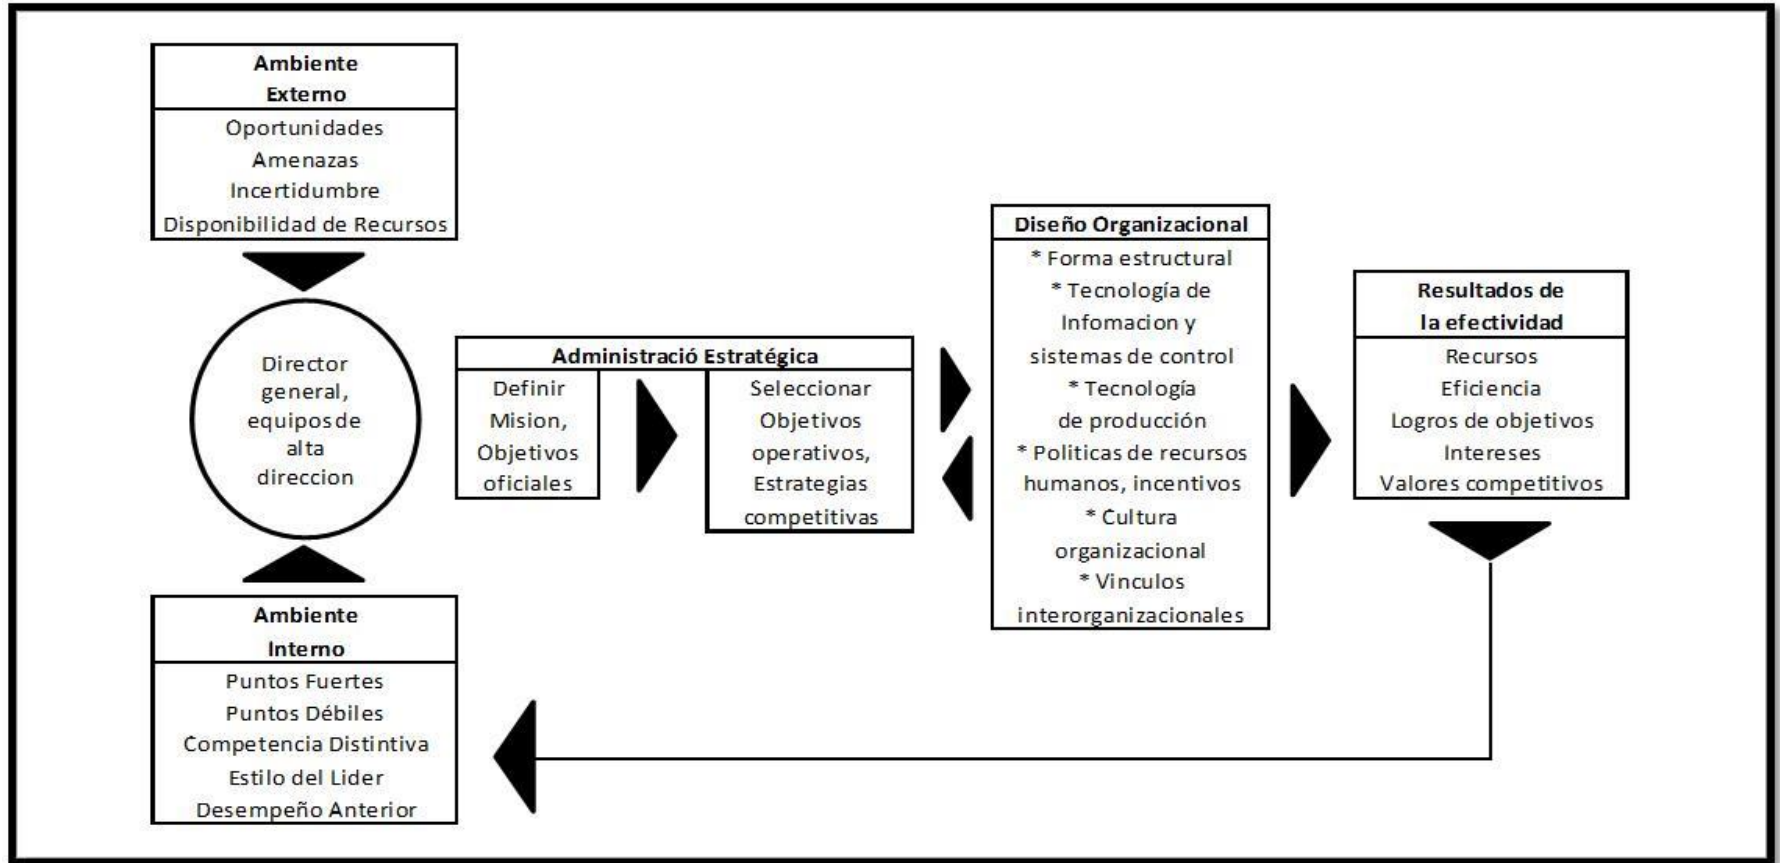 Ambiente
Externo
Oportunidades
Amenazas
Incertidumbre
Disponibilidad de Recursos
Director
general,
equipos de
alta
direccion
Ambiente
Interno
Puntos Fuertes
Puntos Débiles
Competencia Distintiva
Estilo del Lider
Desempeño Anterior
Administració Estratégica
Definir
Mision,
Objetivos
oficiales
Seleccionar
Objetivos
operativos,
Estrategias
competitivas
Diseño Organizacional
* Forma estructural
* Tecnología de
Infomacion y
sistemas de control
* Tecnología
de producción
* Politicas de recursos
humanos, incentivos
* Cultura
organizacional
* Vinculos
interorganizacionales
Resultados de
la efectividad
Recursos
Eficiencia
Logros de objetivos
Intereses
Valores competitivos